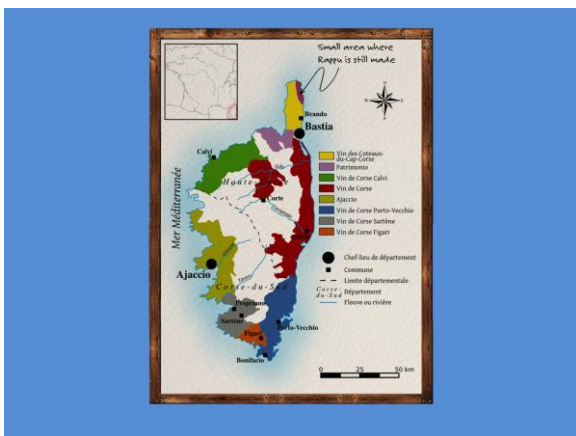 Small area where
Rappu is still made
Brando
Bastia
Calvi
Haute-
Corte
Mer Méditerranée
Ajaccio
Corse-du-Sud
Propriano
Sartène
Figari
Porto-Vecchio
Bonifacio
Vin des Coteaux-
du-Cap-Corse
Patrimonio
Vin de Corse Calvi
Vin de Corse
Ajaccio
Vin de Corse Porto-Vecchio
Vin de Corse Sartène
Vin de Corse Figari
Chef-lieu de département
Commune
Limite départementale
Corse-
du-Sud
Département
Fleuve ou rivière
0 25 50 km